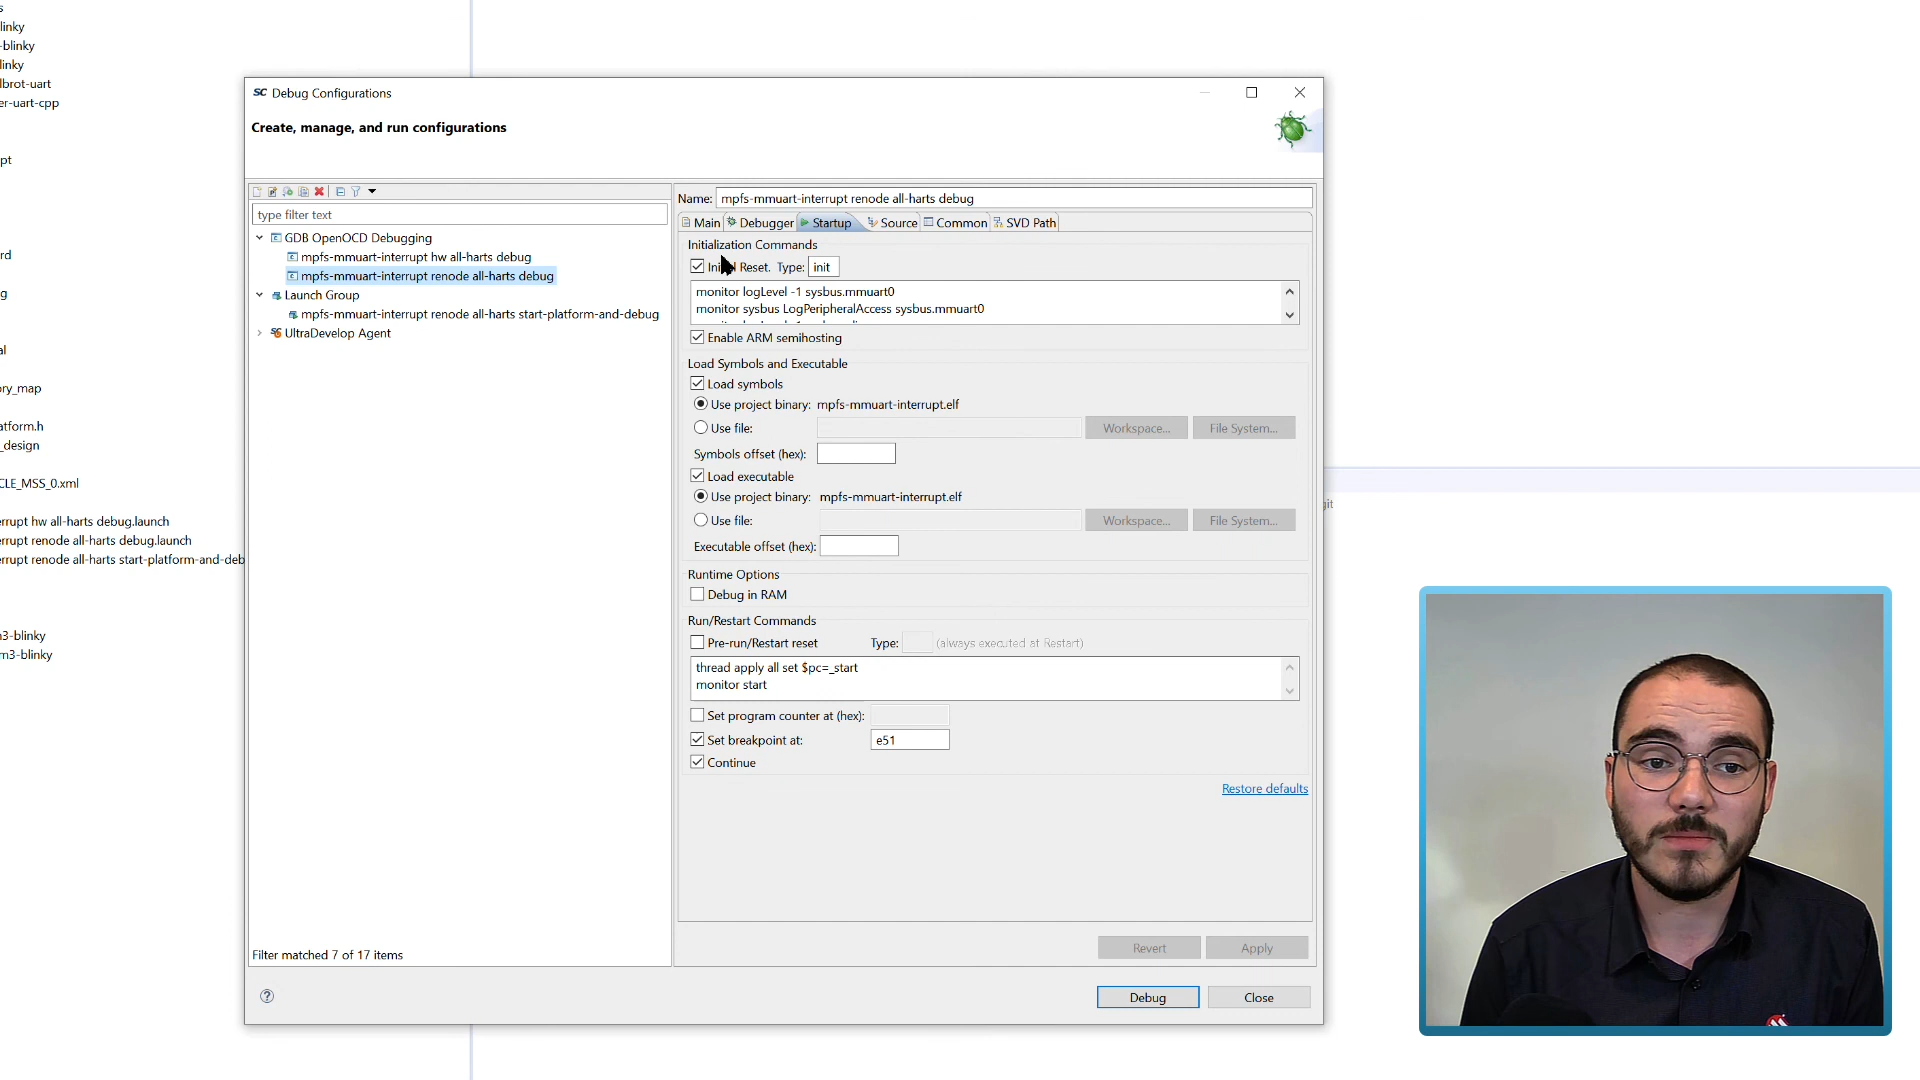 linky
-blinky
linky
lbrot-uart
er-uart-cpp
pt
rd
g
al
ory_map
atform.h
_design
CLE_MSS_0.xml
errupt hw all-harts debug.launch
errupt renode all-harts debug.launch
errupt renode all-harts start-platform-and-deb
n3-blinky
m3-blinky
SC Debug Configurations
Create, manage, and run configurations
type filter text
GDB OpenOCD Debugging
mpfs-mmuart-interrupt hw all-harts debug
mpfs-mmuart-interrupt renode all-harts debug
Launch Group
mpfs-mmuart-interrupt renode all-harts start-platform-and-debug
UltraDevelop Agent
Filter matched 7 of 17 items
Name: mpfs-mmuart-interrupt renode all-harts debug
Main Debugger Startup Source Common SVD Path
Initialization Commands
Reset. Type: init
monitor logLevel -1 sysbus.mmuart0
monitor sysbus LogPeripheralAccess sysbus.mmuart0
Enable ARM semihosting
Load Symbols and Executable
Load symbols
Use project binary: mpfs-mmuart-interrupt.elf
Use file: Workspace... File System...
Symbols offset (hex):
Load executable
Use project binary: mpfs-mmuart-interrupt.elf
Use file: Workspace... File System...
Executable offset (hex):
Runtime Options
Debug in RAM
Run/Restart Commands
Pre-run/Restart reset Type: (always executed at Restart)
thread apply all set $pc=_start
monitor start
Set program counter at (hex):
Set breakpoint at: e51
Continue
Restore defaults
Revert Apply
? Debug Close
git